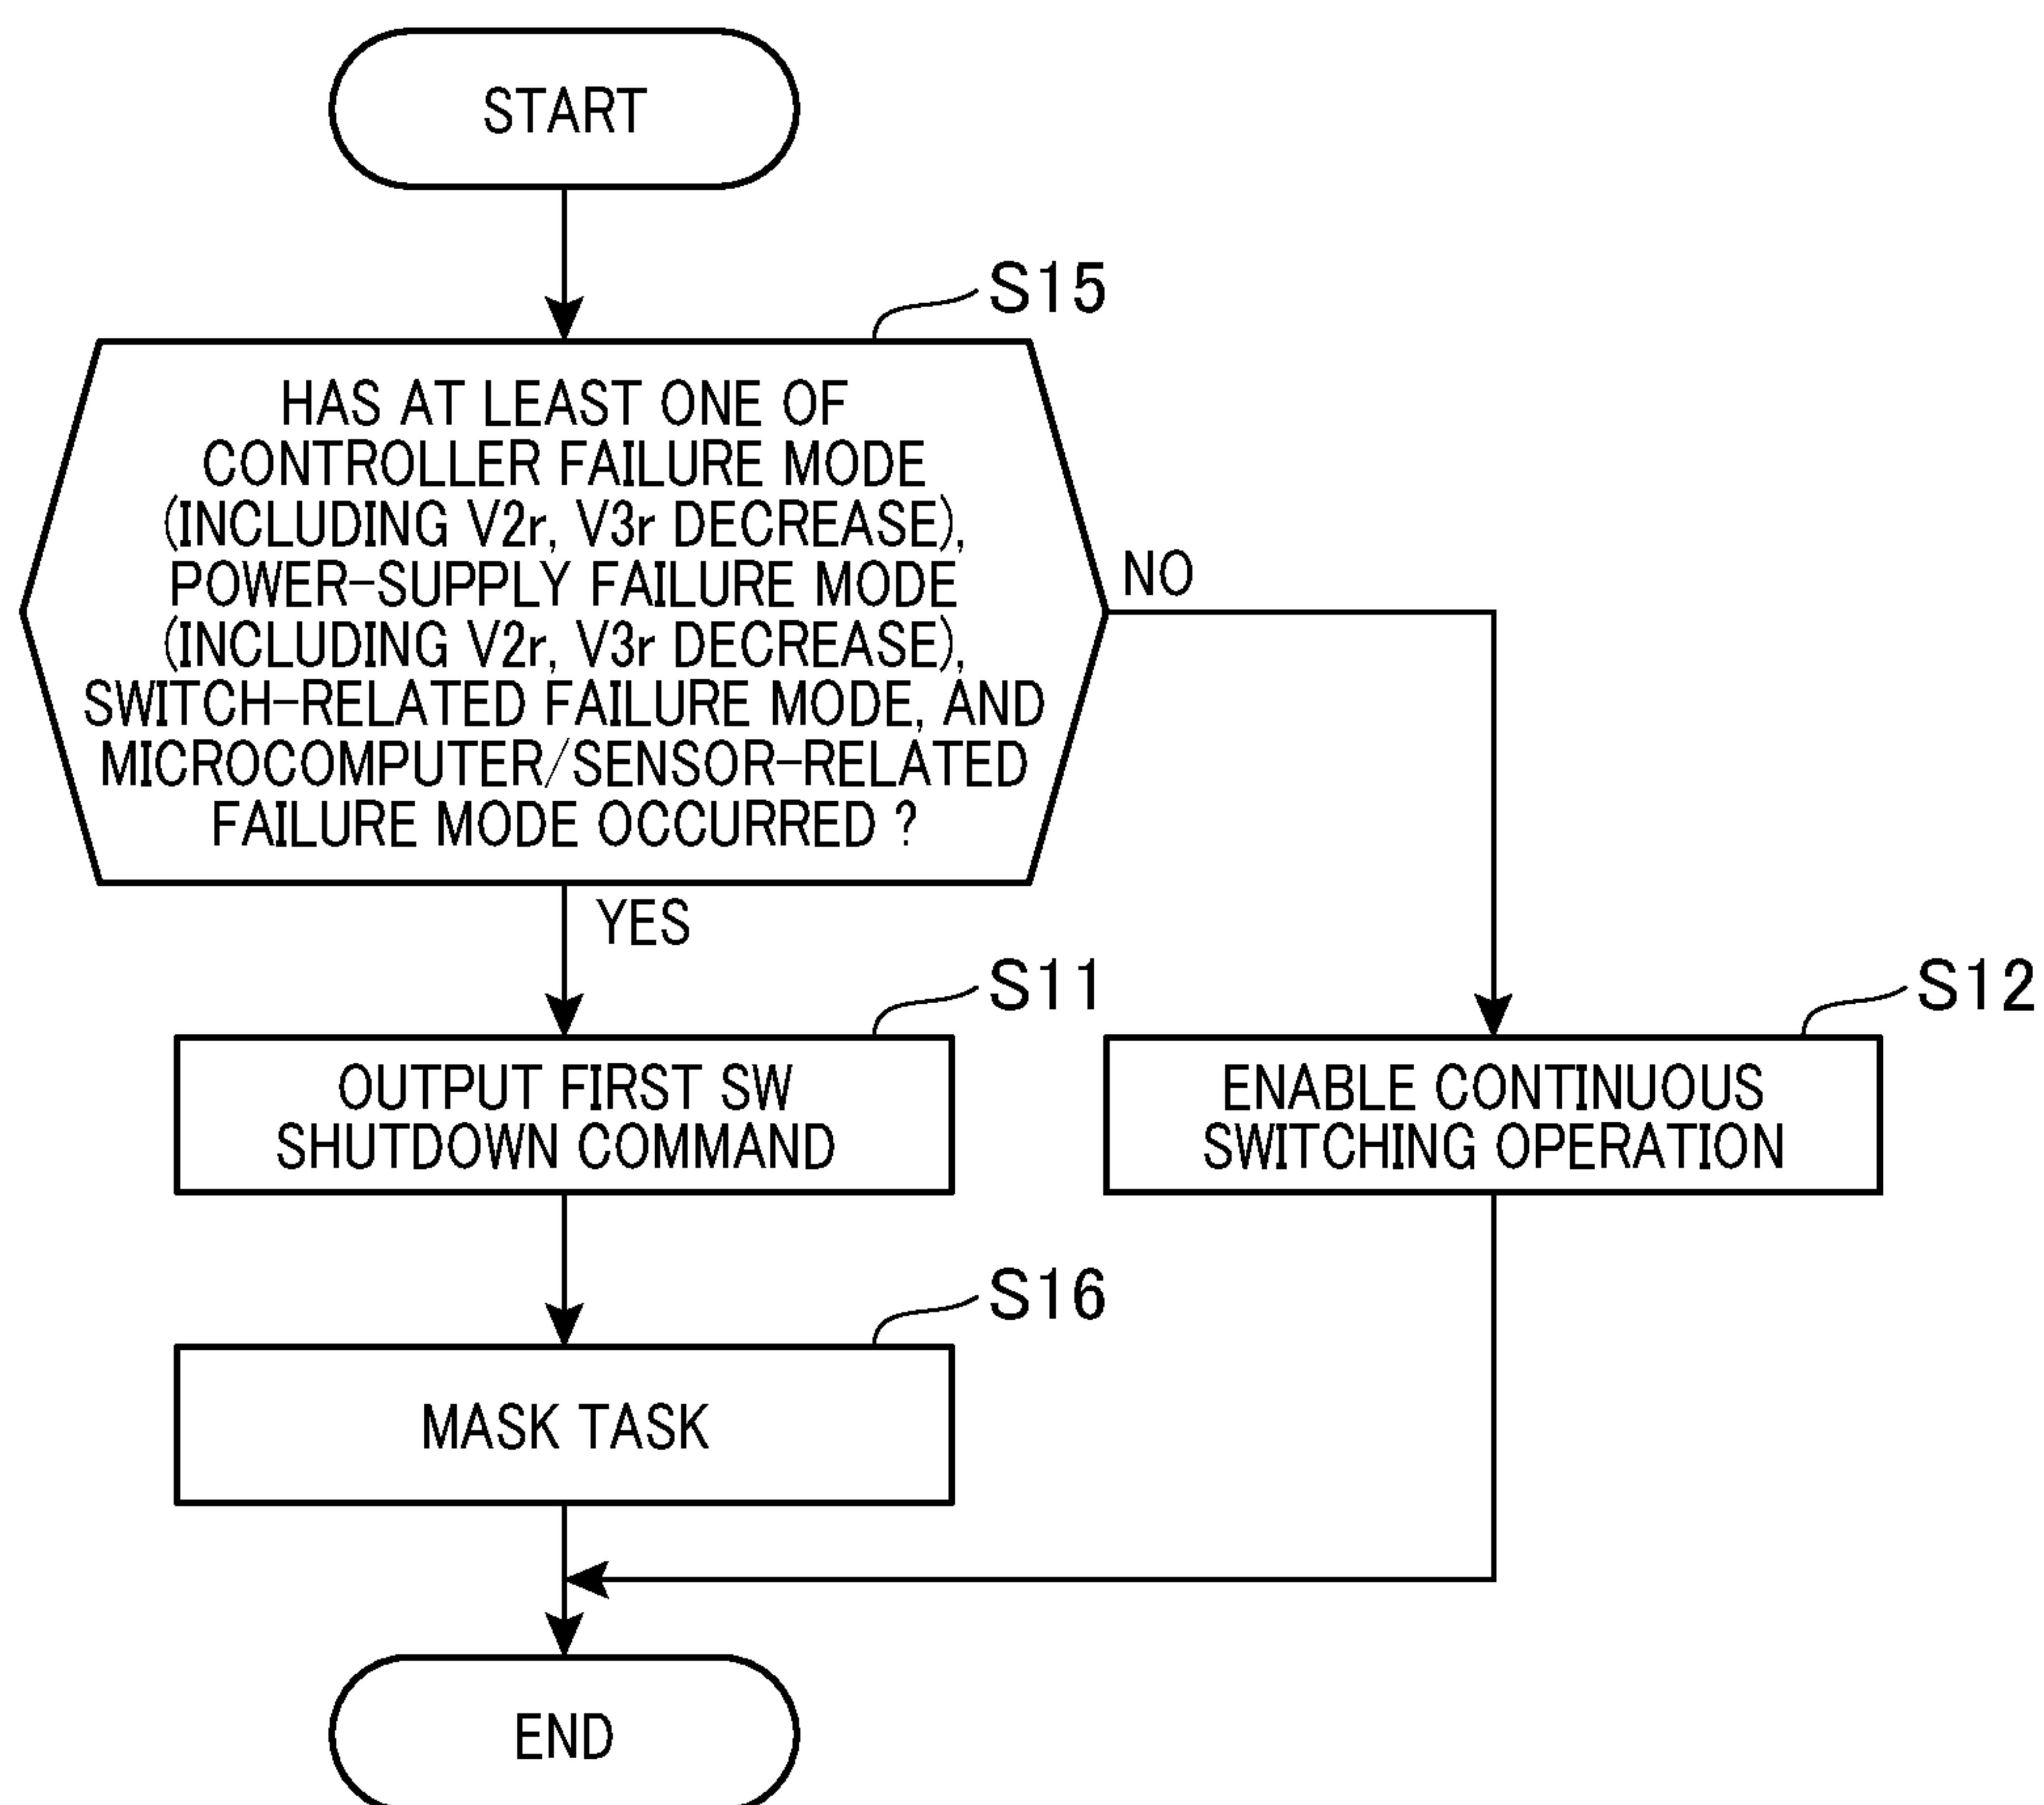 START
S15
HAS AT LEAST ONE OF
CONTROLLER FAILURE MODE
(INCLUDING V2r, V3r DECREASE),
POWER-SUPPLY FAILURE MODE
(INCLUDING V2r, V3r DECREASE),
SWITCH-RELATED FAILURE MODE, AND
MICROCOMPUTER/SENSOR-RELATED
FAILURE MODE OCCURRED ?
NO
YES
S11
OUTPUT FIRST SW
SHUTDOWN COMMAND
S12
ENABLE CONTINUOUS
SWITCHING OPERATION
S16
MASK TASK
END